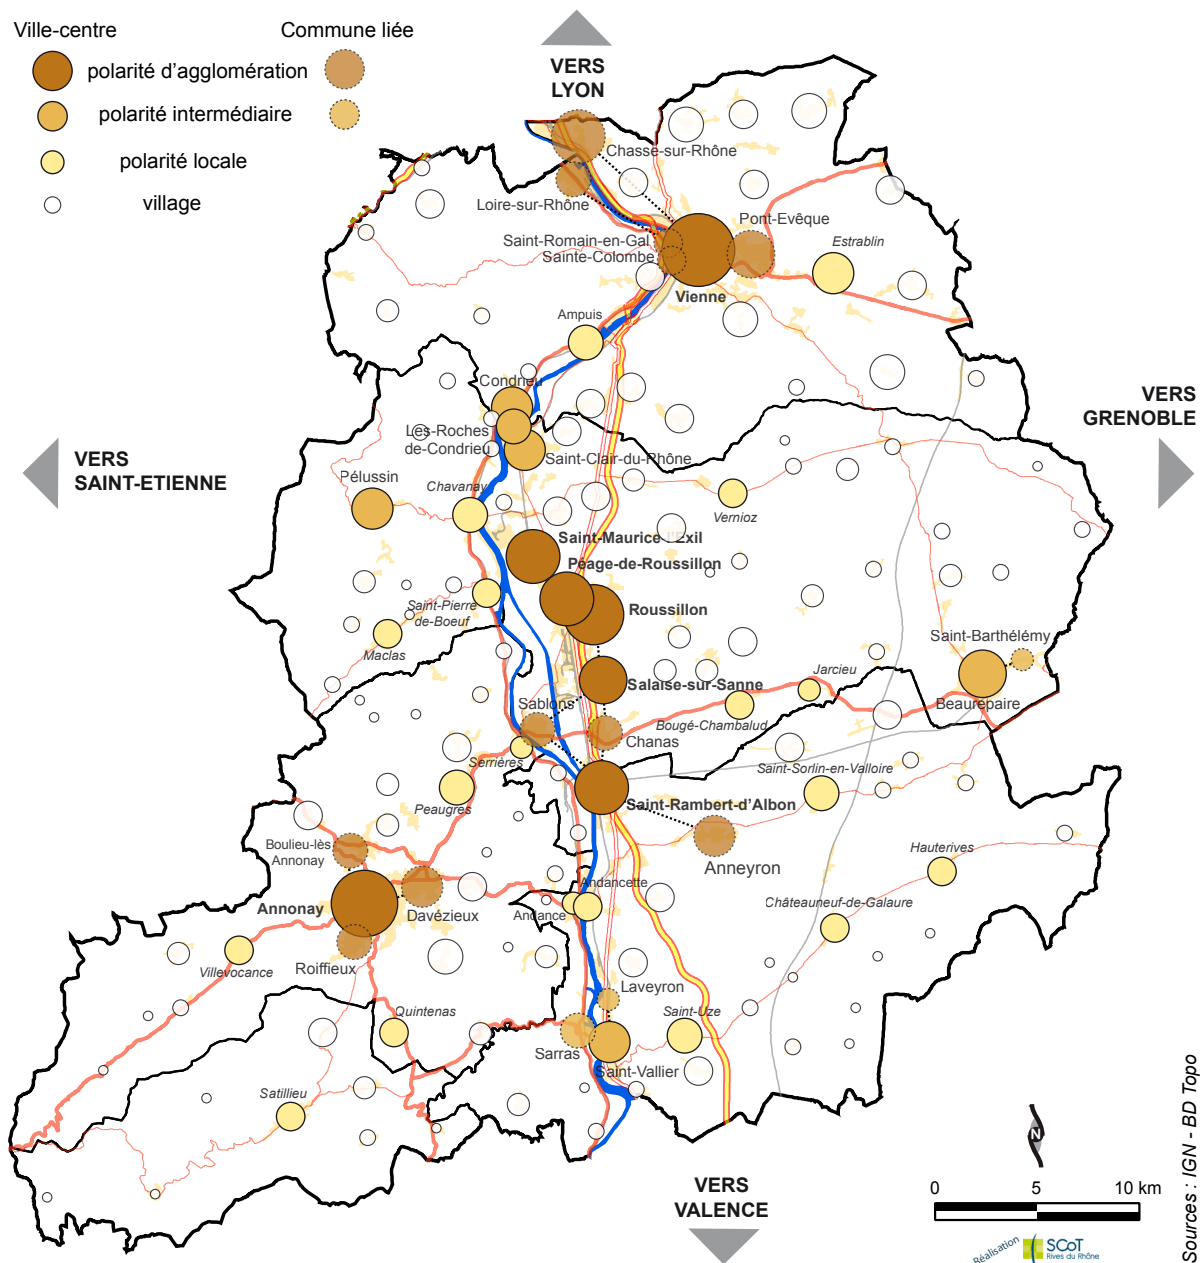 Ville-centre
Commune liée
polarité d'agglomération
polarité intermédiaire
polarité locale
village
VERS
LYON
Chasse-sur-Rhône
Loire-sur-Rhône
Pont-Evêque
Saint-Romain-en-Gal
Sainte-Colombe
Estrablin
Vienne
Ampuis
Condrieu
VERS
GRENOBLE
Les-Roches
de-Condrieu
Saint-Clair-du-Rhône
VERS
SAINT-ETIENNE
Pélussin
Chavanay
Vernioz
Saint-Maurice l'Exil
Péage-de-Roussillon
Saint-Pierre
de-Boeuf
Roussillon
Maclas
Saint-Barthélémy
Jarcieu
Salaise-sur-Sanne
Sablons
Beaurepaire
Bougé-Chambalud
Chanas
Serrières
Saint-Sorlin-en-Valloire
Peaugres
Saint-Rambert-d'Albon
Boulieu-lès
Annonay
Hauterives
Anneyron
Andancette
Davézieux
Annonay
Andance
Châteauneuf-de-Galaure
Roiffieux
Villevocance
Laveyron
Quintenas
Saint-Uze
Sarras
Saint-Vallier
Satillieu
N
VERS
VALENCE
0 5 10 km
Réalisation
SCoT
Rives du Rhône
Sources : IGN - BD Topo